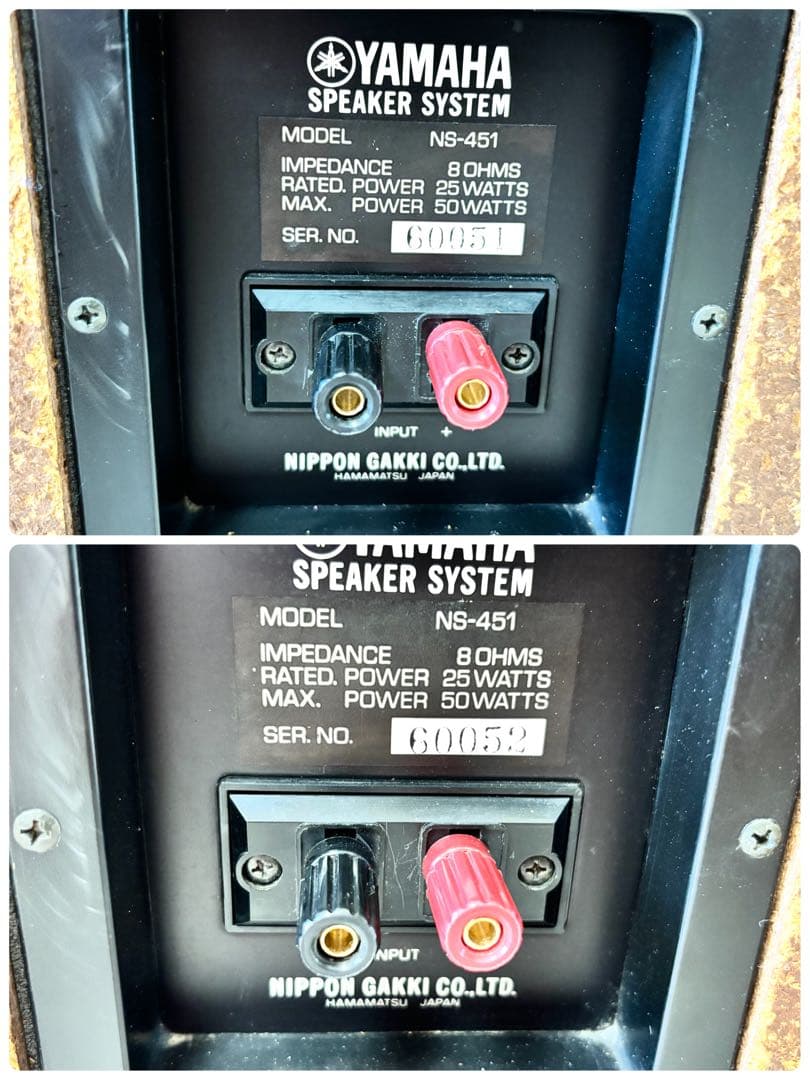 YAMAHA
SPEAKER SYSTEM
MODEL NS-451
IMPEDANCE 8 OHMS
RATED. POWER 25 WATTS
MAX. POWER 50 WATTS
SER. NO. 60051
INPUT +
NIPPON GAKKI CO.,LTD.
HAMAMATSU JAPAN
YAMAHA
SPEAKER SYSTEM
MODEL NS-451
IMPEDANCE 8 OHMS
RATED. POWER 25 WATTS
MAX. POWER 50 WATTS
SER. NO. 60052
INPUT
NIPPON GAKKI CO.,LTD.
HAMAMATSU JAPAN